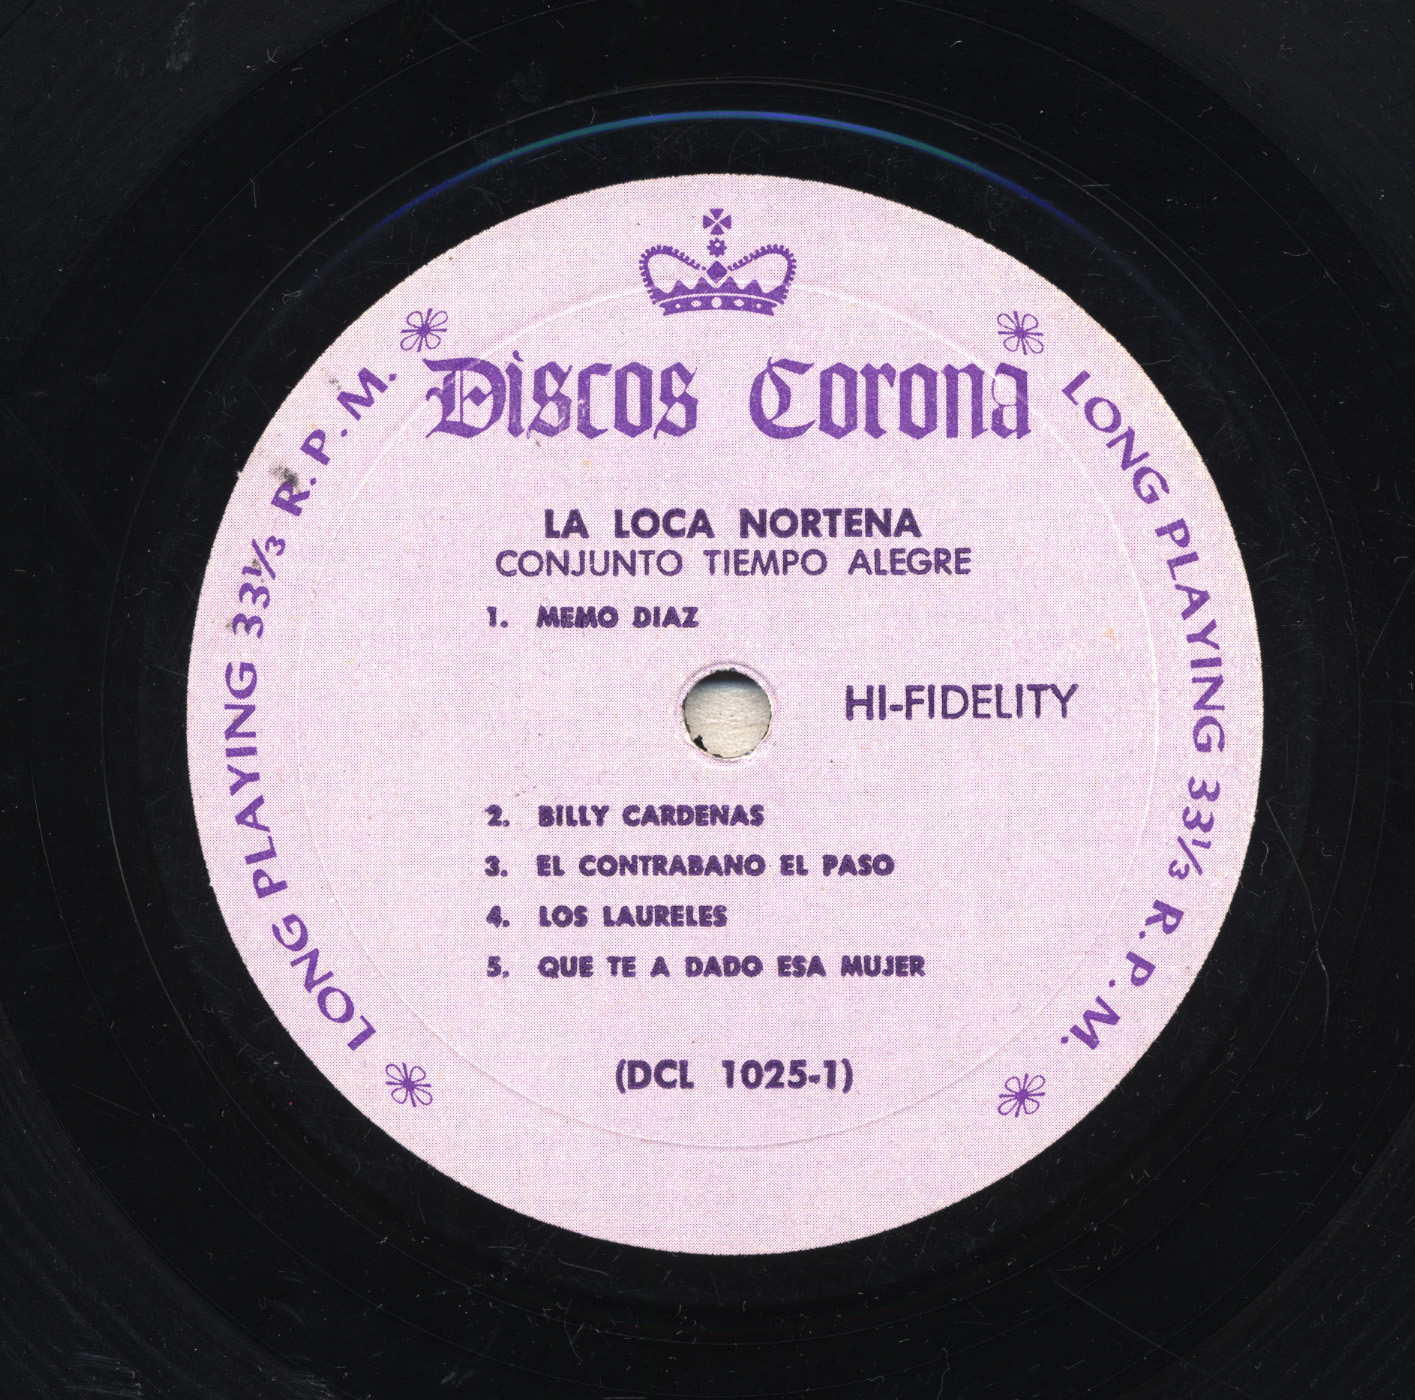 Discos Corona
LA LOCA NORTENA
CONJUNTO TIEMPO ALEGRE
1. MEMO DIAZ
HI-FIDELITY
2. BILLY CARDENAS
3. EL CONTRABANO EL PASO
4. LOS LAURELES
5. QUE TE A DADO ESA MUJER
(DCL 1025-1)
LONG PLAYING 33⅓ R.P.M.
LONG PLAYING 33⅓ R.P.M.